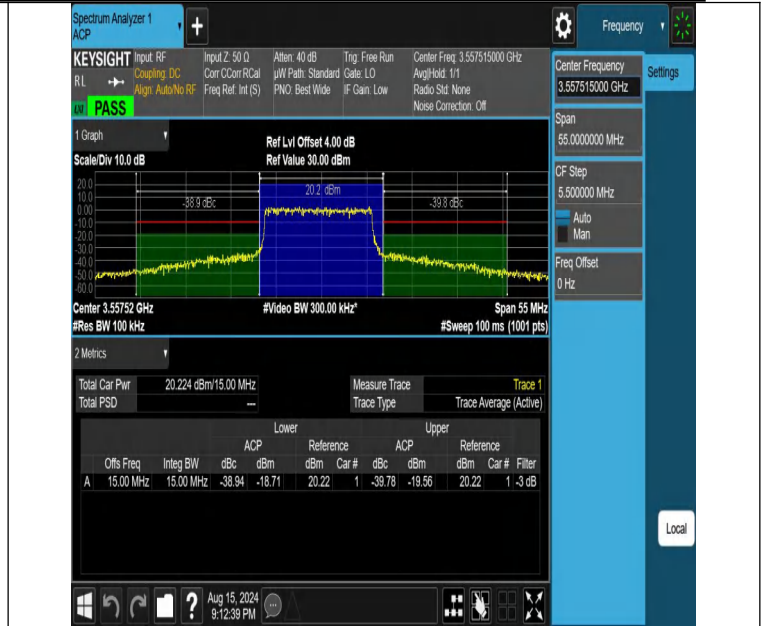 Spectrum Analyzer 1
ACP
+
Frequency
KEYSIGHT Input: RF Input Z: 50 Ω Atten: 40 dB Trig: Free Run Center Freq: 3.557515000 GHz
RL Coupling: DC Corr CCorr RCal µW Path: Standard Gate: LO Avg|Hold: 1/1
Align: Auto/No RF Freq Ref: Int (S) PNO: Best Wide IF Gain: Low Radio Std: None
PASS Noise Correction: Off
Center Frequency
3.557515000 GHz
Settings
Span
55.0000000 MHz
CF Step
5.500000 MHz
Auto
Man
Freq Offset
0 Hz
Local
1 Graph
Ref Lvl Offset 4.00 dB
Scale/Div 10.0 dB Ref Value 30.00 dBm
20.0
10.0
0.00
-10.0
-20.0
-30.0
-40.0
-50.0
-60.0
-38.9 dBc 20.2 dBm -39.8 dBc
Center 3.55752 GHz #Video BW 300.00 kHz* Span 55 MHz
#Res BW 100 kHz #Sweep 100 ms (1001 pts)
2 Metrics
Total Car Pwr 20.224 dBm/15.00 MHz Measure Trace Trace 1
Total PSD --- Trace Type Trace Average (Active)
Lower Upper
ACP Reference ACP Reference
Offs Freq Integ BW dBc dBm dBm Car # dBc dBm dBm Car # Filter
A 15.00 MHz 15.00 MHz -38.94 -18.71 20.22 1 -39.78 -19.56 20.22 1 -3 dB
? Aug 15, 2024
9:12:39 PM